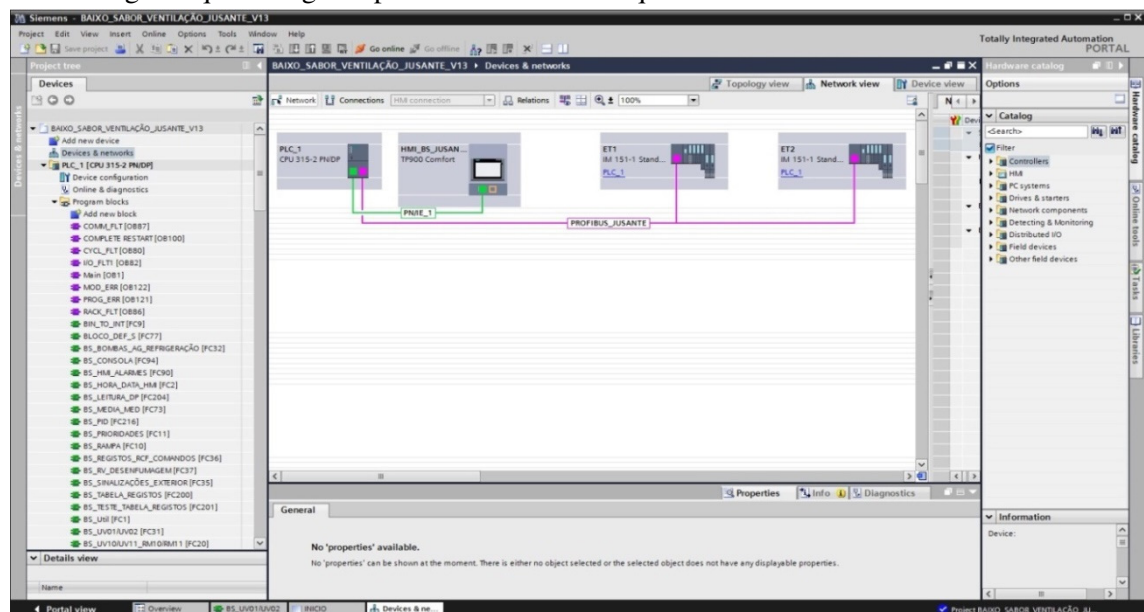 Siemens - BAIXO_SABOR_VENTILAÇÃO_JUSANTE_V13
Project Edit View Insert Online Options Tools Window Help
Save project Go online Go offline
Totally Integrated Automation
PORTAL
Project tree
BAIXO_SABOR_VENTILAÇÃO_JUSANTE_V13 ▸ Devices & networks
Hardware catalog
Devices
Topology view Network view Device view
Options
Network Connections HMI connection Relations 100%
BAIXO_SABOR_VENTILAÇÃO_JUSANTE_V13
Add new device
Devices & networks
PLC_1 [CPU 315-2 PN/DP]
Device configuration
Online & diagnostics
Program blocks
Add new block
COMM_FLT [OB87]
COMPLETE RESTART [OB100]
CYCL_FLT [OB80]
I/O_FLT1 [OB82]
Main [OB1]
MOD_ERR [OB122]
PROG_ERR [OB121]
RACK_FLT [OB86]
BIN_TO_INT [FC9]
BLOCO_DEF_S [FC77]
BS_BOMBAS_AG_REFRIGERAÇÃO [FC32]
BS_CONSOLA [FC94]
BS_HMI_ALARMES [FC90]
BS_HORA_DATA_HMI [FC2]
BS_LEITURA_DP [FC204]
BS_MEDIA_MED [FC73]
BS_PID [FC216]
BS_PRIORIDADES [FC11]
BS_RAMPA [FC10]
BS_REGISTOS_RCF_COMANDOS [FC36]
BS_RV_DESENFUMAGEM [FC37]
BS_SINALIZAÇÕES_EXTERIOR [FC35]
BS_TABELA_REGISTOS [FC200]
BS_TESTE_TABELA_REGISTOS [FC201]
BS_Util [FC1]
BS_UV01/UV02 [FC31]
BS_UV10/UV11_RM10/RM11 [FC20]
Details view
Name
PLC_1
CPU 315-2 PN/DP
HMI_BS_JUSAN...
TP900 Comfort
ET1
IM 151-1 Stand...
PLC_1
ET2
IM 151-1 Stand...
PLC_1
PN/IE_1
PROFIBUS_JUSANTE
Properties Info Diagnostics
General
No 'properties' available.
No 'properties' can be shown at the moment. There is either no object selected or the selected object does not have any displayable properties.
Catalog
<Search>
Filter
Controllers
HMI
PC systems
Drives & starters
Network components
Detecting & Monitoring
Distributed I/O
Field devices
Other field devices
Information
Device:
Devices & networks
Hardware catalog
Online tools
Tasks
Libraries
Portal view Overview BS_UV01/UV02 INICIO Devices & ne...
Project BAIXO_SABOR_VENTILAÇÃO_JU...